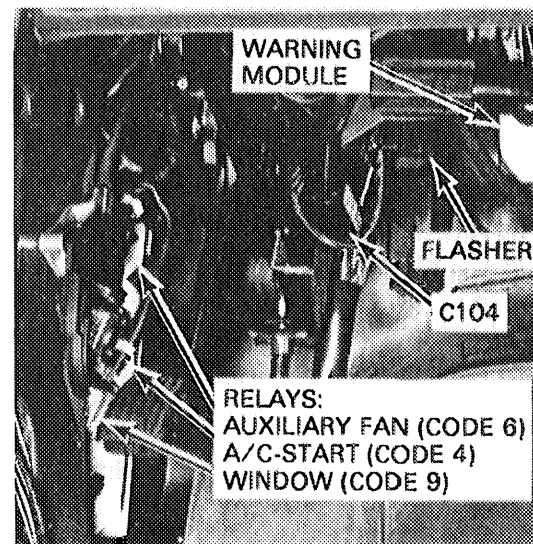 WARNING
MODULE
FLASHER
C104
RELAYS:
AUXILIARY FAN (CODE 6)
A/C-START (CODE 4)
WINDOW (CODE 9)